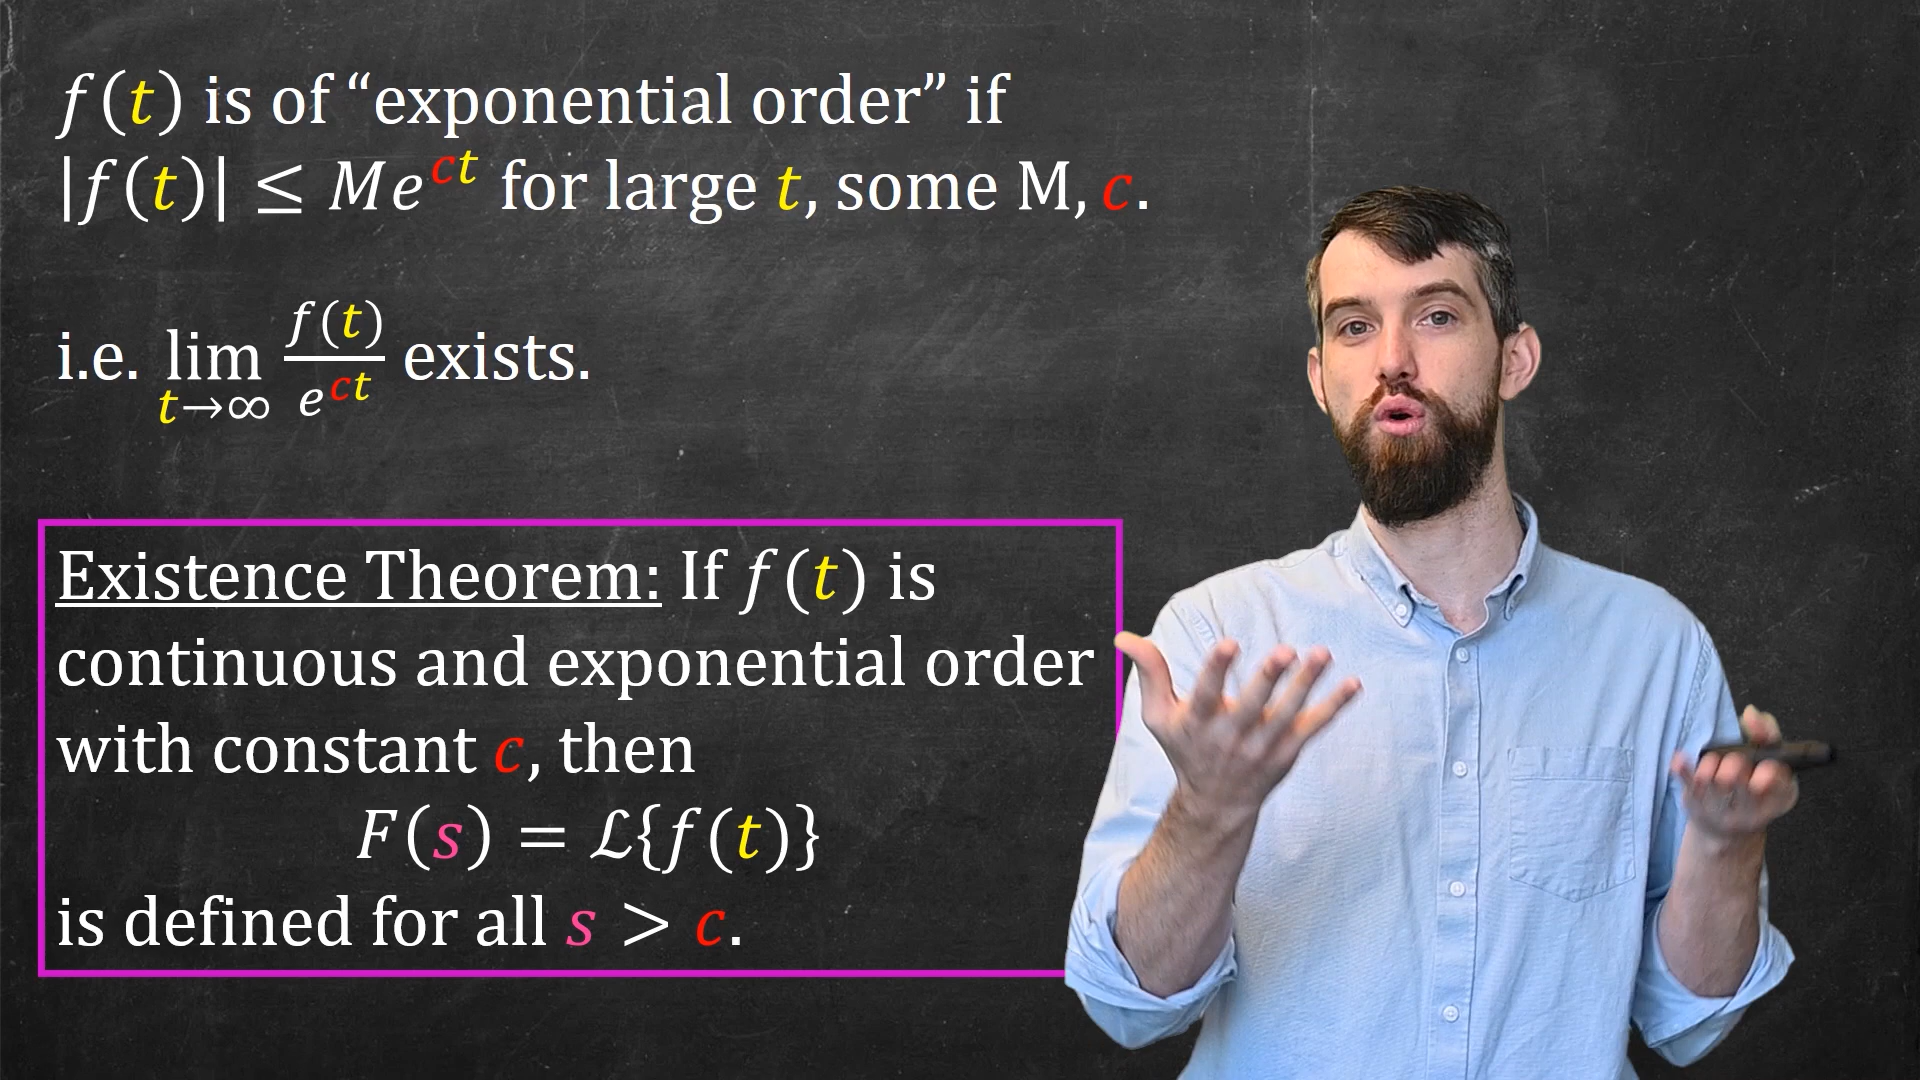 f(t) is of “exponential order” if
|f(t)| ≤ Me^{ct} for large t, some M, c.
i.e. lim_{t→∞} f(t)/e^{ct} exists.
Existence Theorem: If f(t) is
continuous and exponential order
with constant c, then
F(s) = ℒ{f(t)}
is defined for all s > c.